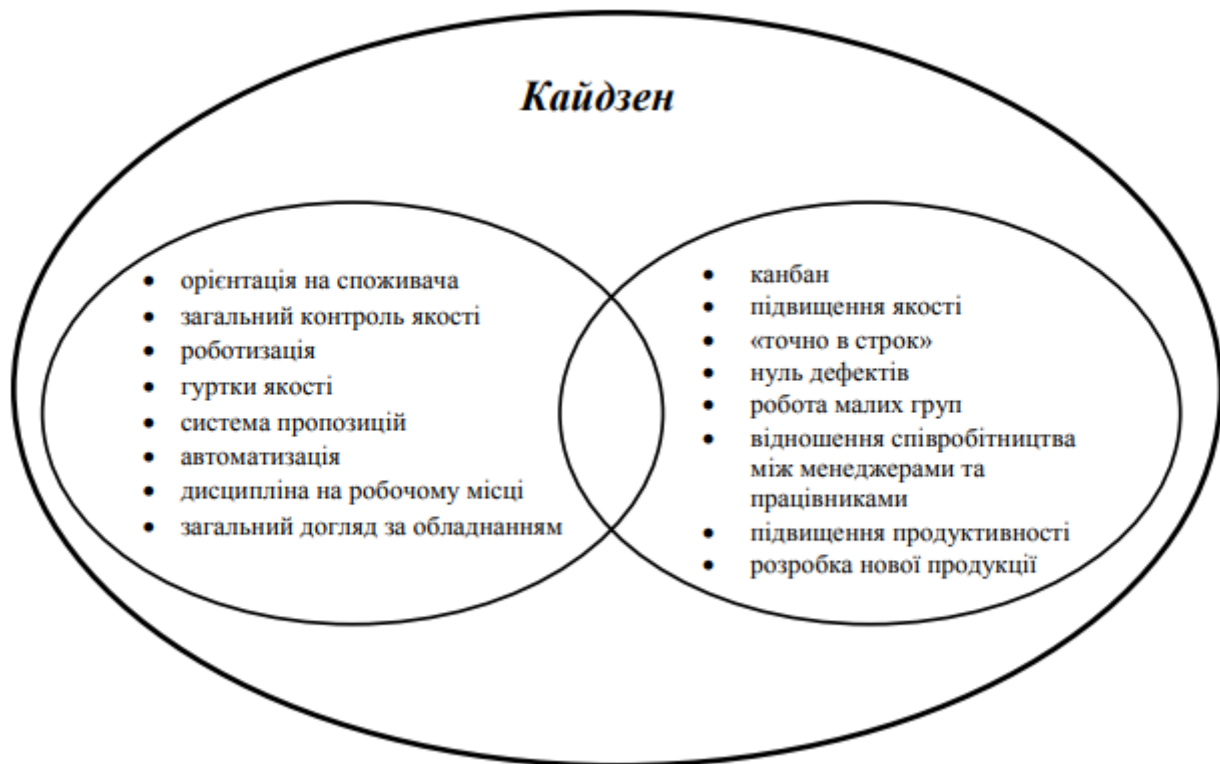 Кайдзен
• орієнтація на споживача
• загальний контроль якості
• роботизація
• гуртки якості
• система пропозицій
• автоматизація
• дисципліна на робочому місці
• загальний догляд за обладнанням
• канбан
• підвищення якості
• «точно в строк»
• нуль дефектів
• робота малих груп
• відношення співробітництва
між менеджерами та
працівниками
• підвищення продуктивності
• розробка нової продукції